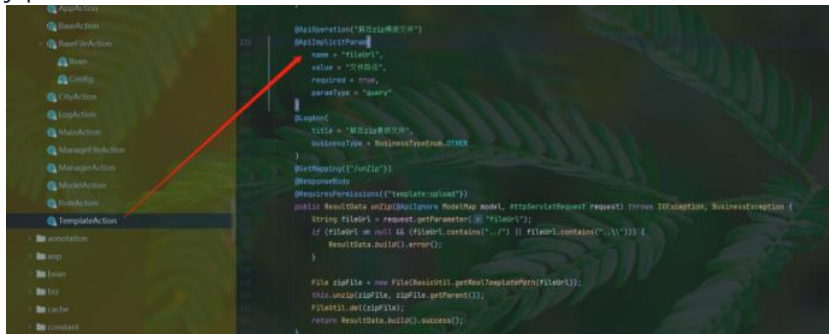 AppAction
BaseAction
BaseFileAction
Bean
Config
CityAction
LogAction
MainAction
ManageFileAction
ManagerAction
ModelAction
RoleAction
TemplateAction
annotation
aop
bean
biz
cache
constant
@ApiOperation("解压zip模板文件")
@ApiImplicitParam(
name = "fileUrl",
value = "文件路径",
required = true,
paramType = "query"
)
@LogAnn(
title = "解压zip模板文件",
businessType = BusinessTypeEnum.OTHER
)
@GetMapping({"/unZip"})
@ResponseBody
@RequiresPermissions({"template:upload"})
public ResultData unZip(@ApiIgnore ModelMap model, HttpServletRequest request) throws IOException, BusinessException {
String fileUrl = request.getParameter("fileUrl");
if (fileUrl != null && (fileUrl.contains("../") || fileUrl.contains("..\\"))) {
ResultData.build().error();
}
File zipFile = new File(BasicUtil.getRealTemplatePath(fileUrl));
this.unzip(zipFile, zipFile.getParent());
FileUtil.del(zipFile);
return ResultData.build().success();
}